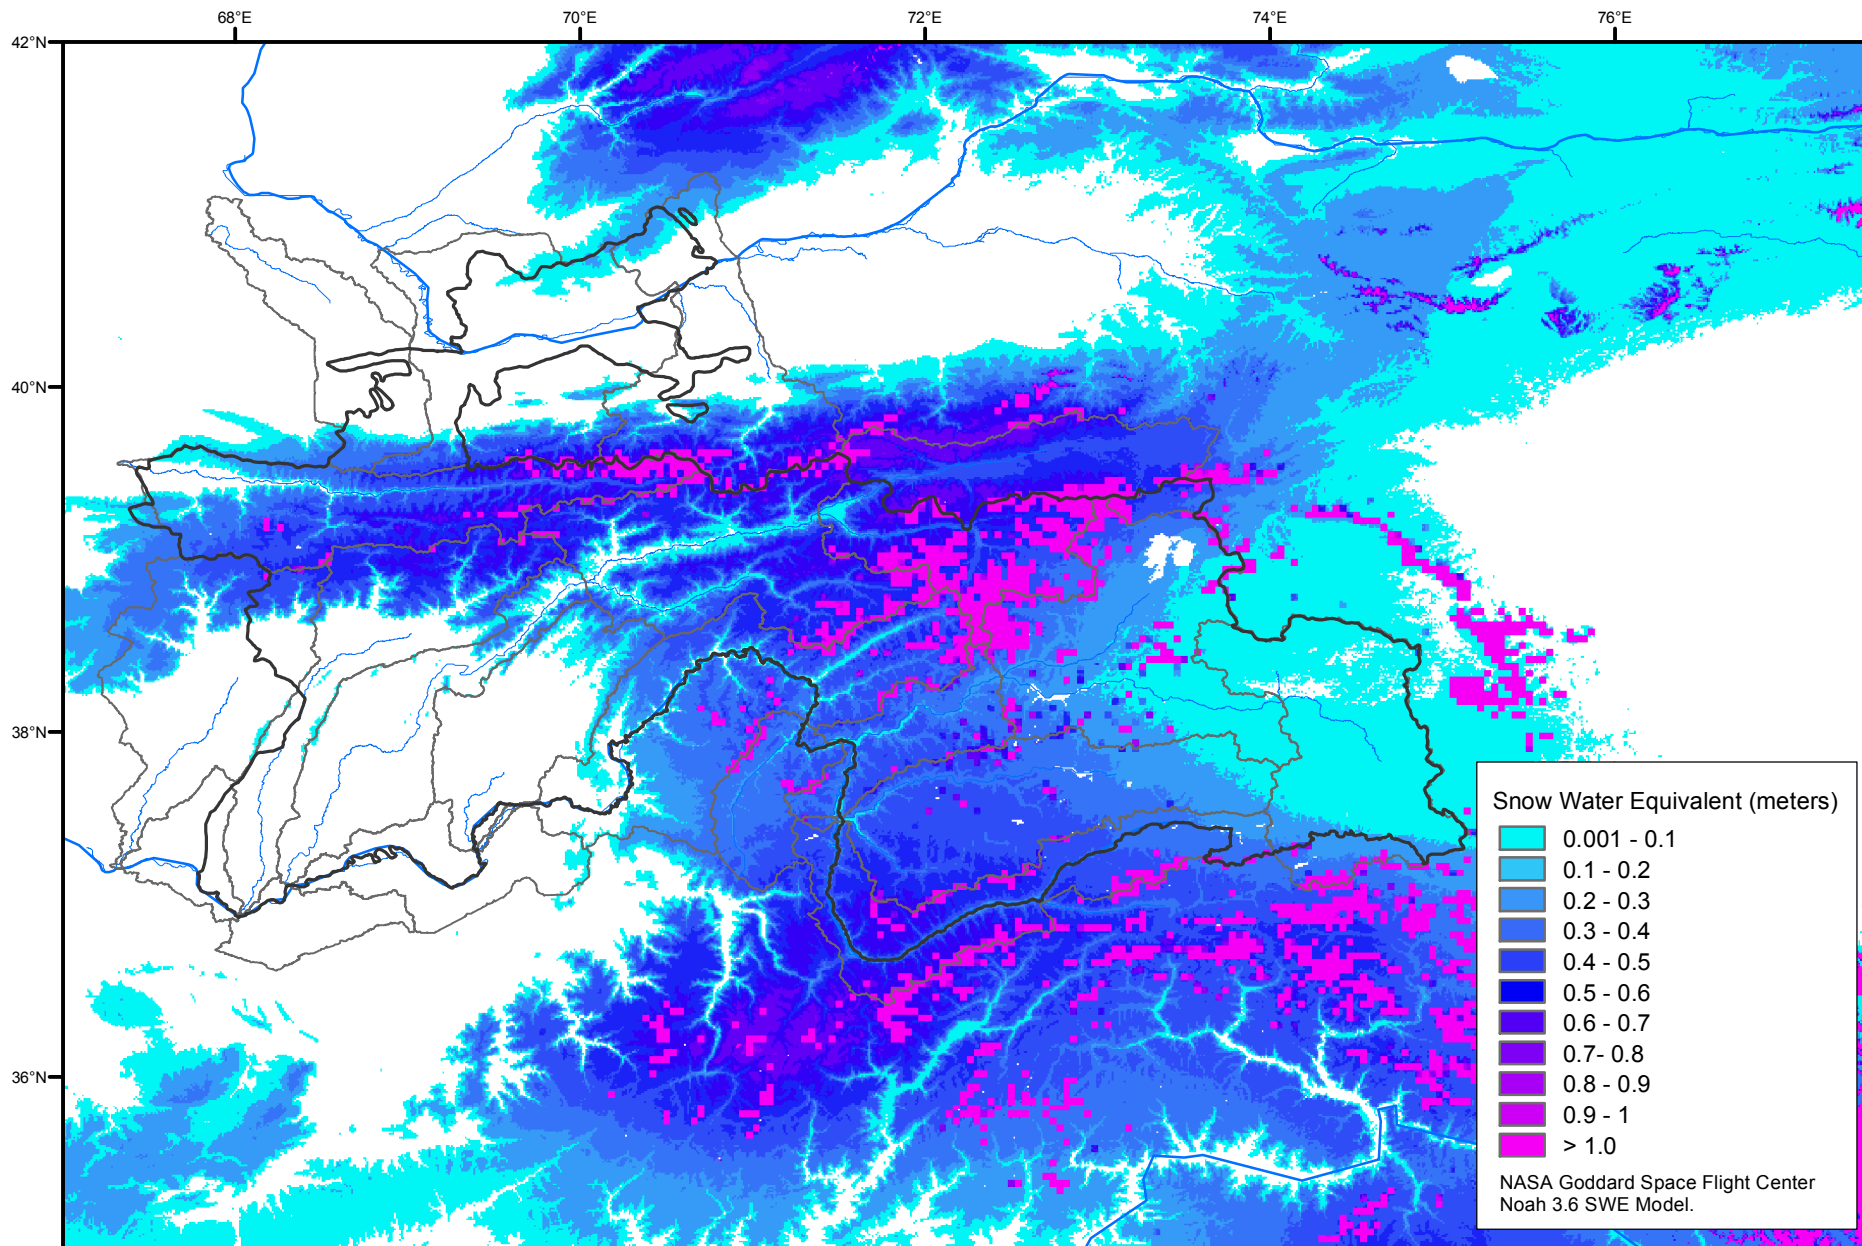 68°E 70°E 72°E 74°E 76°E
42°N
40°N
38°N
36°N
Snow Water Equivalent (meters)
0.001 - 0.1
0.1 - 0.2
0.2 - 0.3
0.3 - 0.4
0.4 - 0.5
0.5 - 0.6
0.6 - 0.7
0.7- 0.8
0.8 - 0.9
0.9 - 1
> 1.0
NASA Goddard Space Flight Center
Noah 3.6 SWE Model.